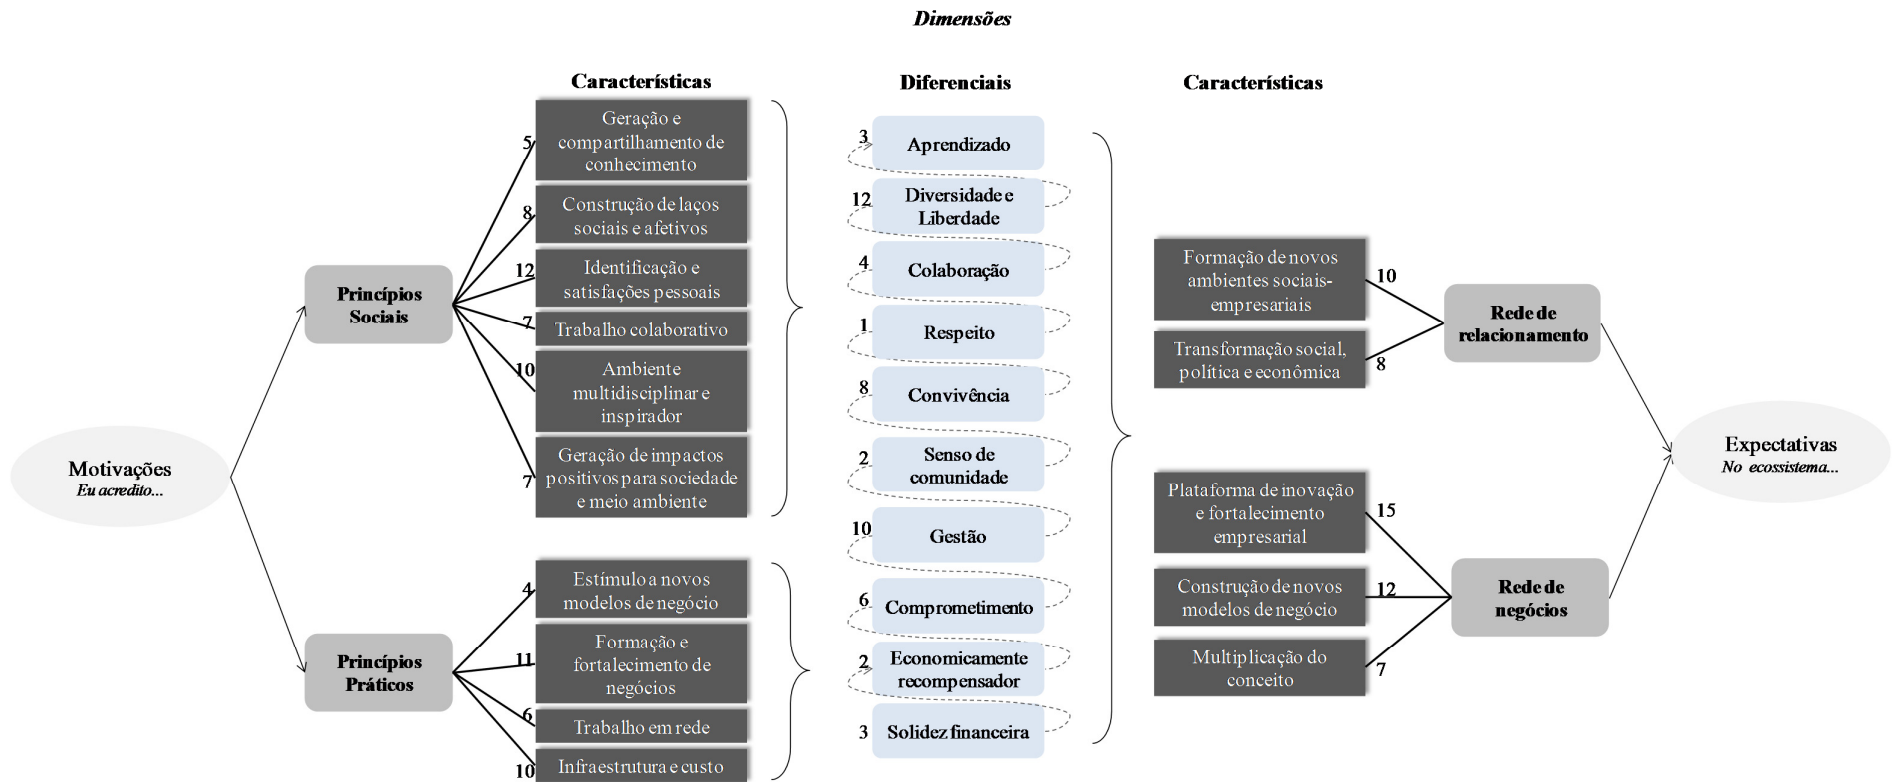 Dimensões
Características
Diferenciais
Características
Motivações
Eu acredito...
Princípios
Sociais
5
Geração e
compartilhamento de
conhecimento
8
Construção de laços
sociais e afetivos
12
Identificação e
satisfações pessoais
7
Trabalho colaborativo
10
Ambiente
multidisciplinar e
inspirador
7
Geração de impactos
positivos para sociedade
e meio ambiente
Princípios
Práticos
4
Estímulo a novos
modelos de negócio
11
Formação e
fortalecimento de
negócios
6
Trabalho em rede
10
Infraestrutura e custo
3
Aprendizado
12
Diversidade e
Liberdade
4
Colaboração
1
Respeito
8
Convivência
2
Senso de
comunidade
10
Gestão
6
Comprometimento
2
Economicamente
recompensador
3
Solidez financeira
Formação de novos
ambientes sociais-
empresariais
10
Transformação social,
política e econômica
8
Rede de
relacionamento
Plataforma de inovação
e fortalecimento
empresarial
15
Construção de novos
modelos de negócio
12
Multiplicação do
conceito
7
Rede de
negócios
Expectativas
No ecossistema...